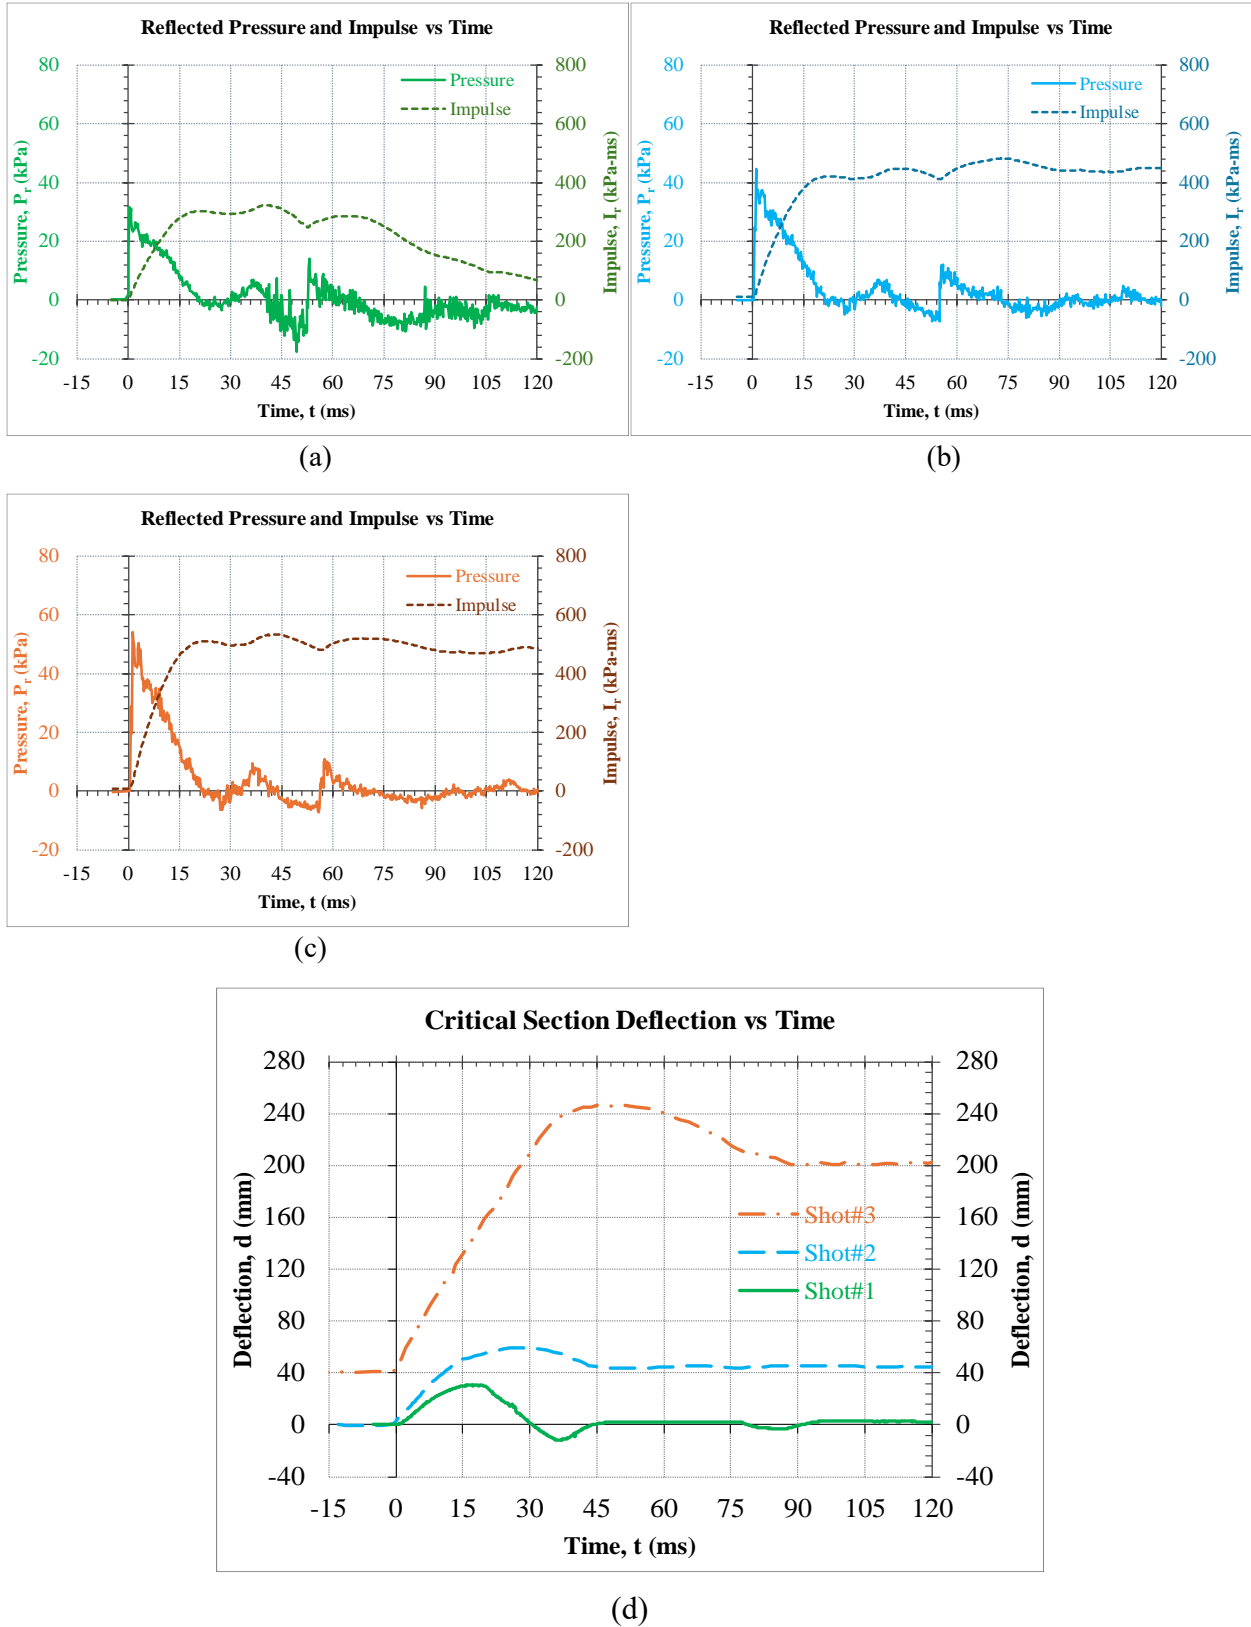 Reflected Pressure and Impulse vs Time
80 60 40 20 0 -20
Pressure, Pr (kPa)
Pressure
Impulse
800 600 400 200 0 -200
Impulse, Ir (kPa-ms)
-15 0 15 30 45 60 75 90 105 120
Time, t (ms)
(a)
Reflected Pressure and Impulse vs Time
80 60 40 20 0 -20
Pressure, Pr (kPa)
Pressure
Impulse
800 600 400 200 0 -200
Impulse, Ir (kPa-ms)
-15 0 15 30 45 60 75 90 105 120
Time, t (ms)
(b)
Reflected Pressure and Impulse vs Time
80 60 40 20 0 -20
Pressure, Pr (kPa)
Pressure
Impulse
800 600 400 200 0 -200
Impulse, Ir (kPa-ms)
-15 0 15 30 45 60 75 90 105 120
Time, t (ms)
(c)
Critical Section Deflection vs Time
280 240 200 160 120 80 40 0 -40
Deflection, d (mm)
Shot#3
Shot#2
Shot#1
280 240 200 160 120 80 40 0 -40
Deflection, d (mm)
-15 0 15 30 45 60 75 90 105 120
Time, t (ms)
(d)